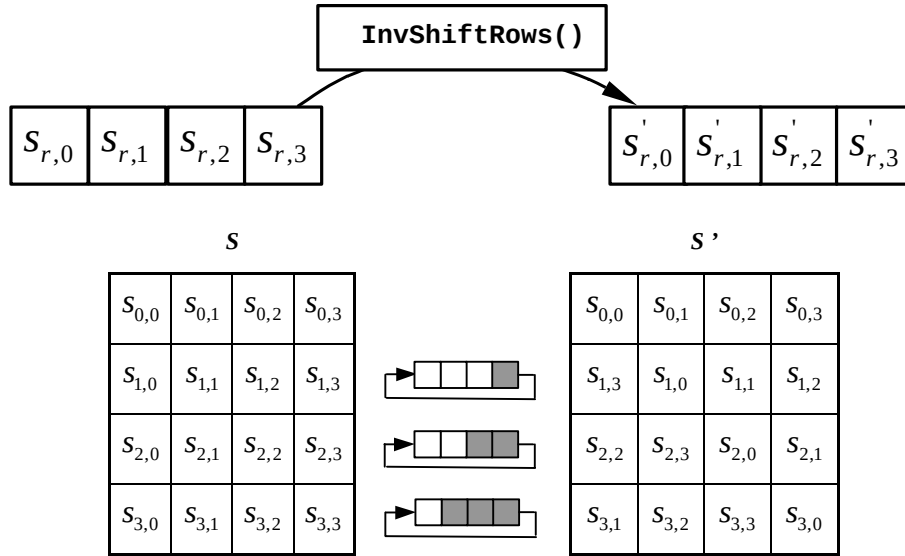 InvShiftRows()
s_{r,0} s_{r,1} s_{r,2} s_{r,3} s'_{r,0} s'_{r,1} s'_{r,2} s'_{r,3}
s s’
s_{0,0} s_{0,1} s_{0,2} s_{0,3} s_{0,0} s_{0,1} s_{0,2} s_{0,3}
s_{1,0} s_{1,1} s_{1,2} s_{1,3} s_{1,3} s_{1,0} s_{1,1} s_{1,2}
s_{2,0} s_{2,1} s_{2,2} s_{2,3} s_{2,2} s_{2,3} s_{2,0} s_{2,1}
s_{3,0} s_{3,1} s_{3,2} s_{3,3} s_{3,1} s_{3,2} s_{3,3} s_{3,0}